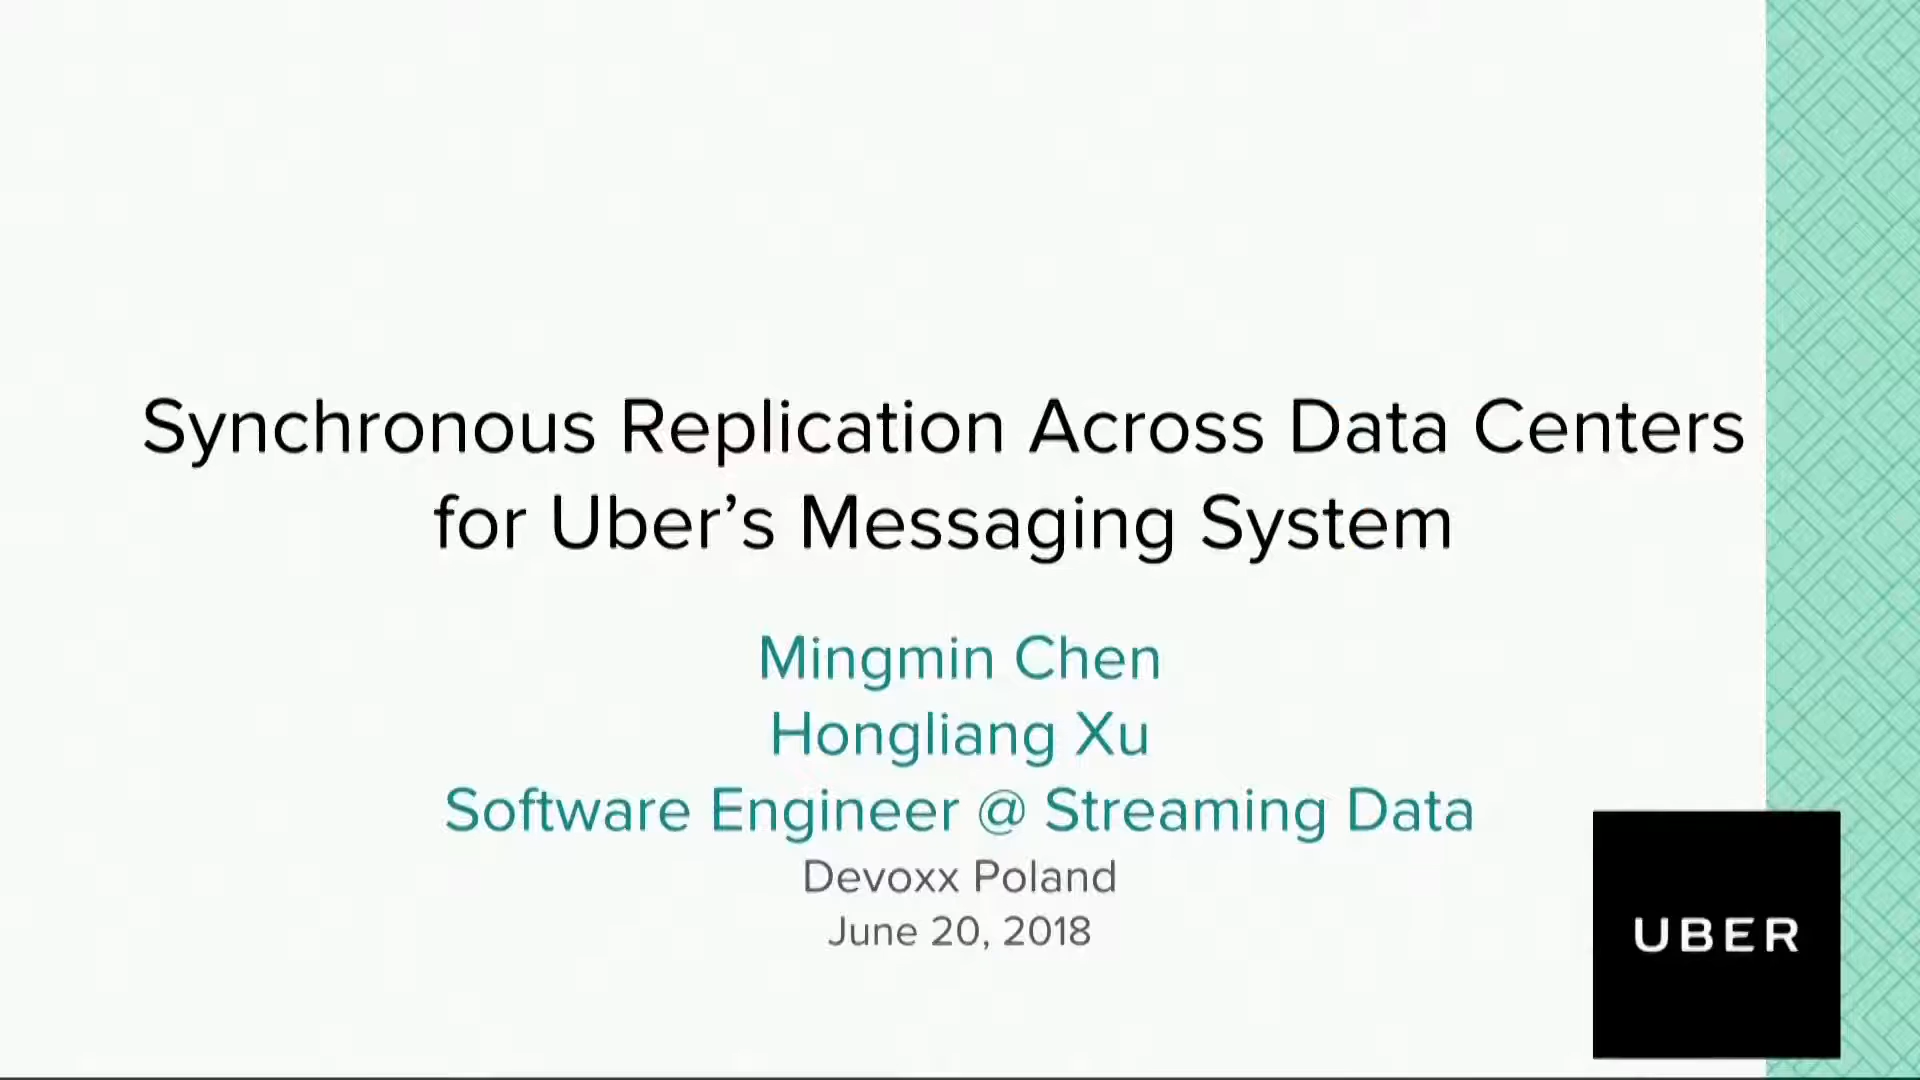 Synchronous Replication Across Data Centers
for Uber’s Messaging System
Mingmin Chen
Hongliang Xu
Software Engineer @ Streaming Data
Devoxx Poland
June 20, 2018
UBER